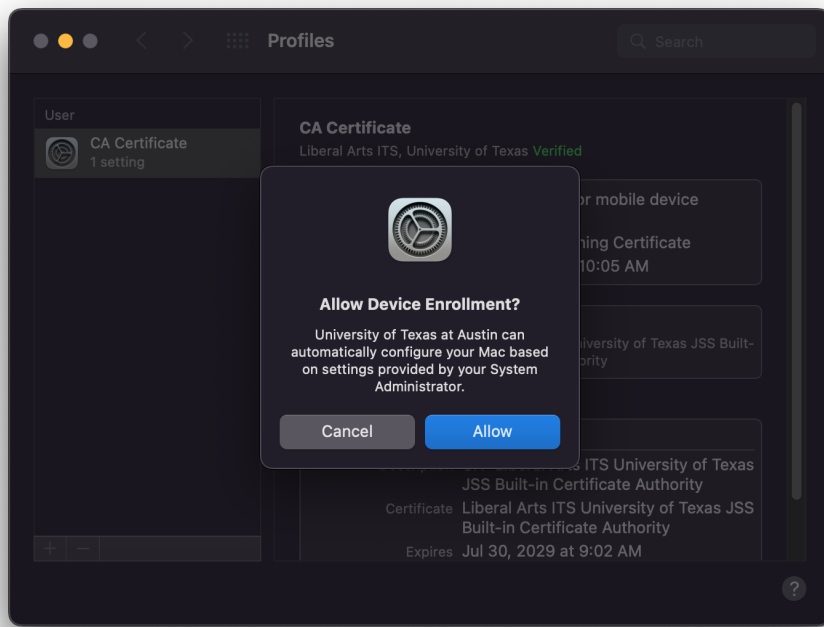 Profiles
Search
User
CA Certificate
1 setting
CA Certificate
Liberal Arts ITS, University of Texas Verified
or mobile device
ning Certificate
10:05 AM
Allow Device Enrollment?
University of Texas at Austin can
automatically configure your Mac based
on settings provided by your System
Administrator.
Cancel
Allow
iversity of Texas JSS Built-
ority
ITS University of Texas
JSS Built-in Certificate Authority
Certificate Liberal Arts ITS University of Texas JSS
Built-in Certificate Authority
Expires Jul 30, 2029 at 9:02 AM
?